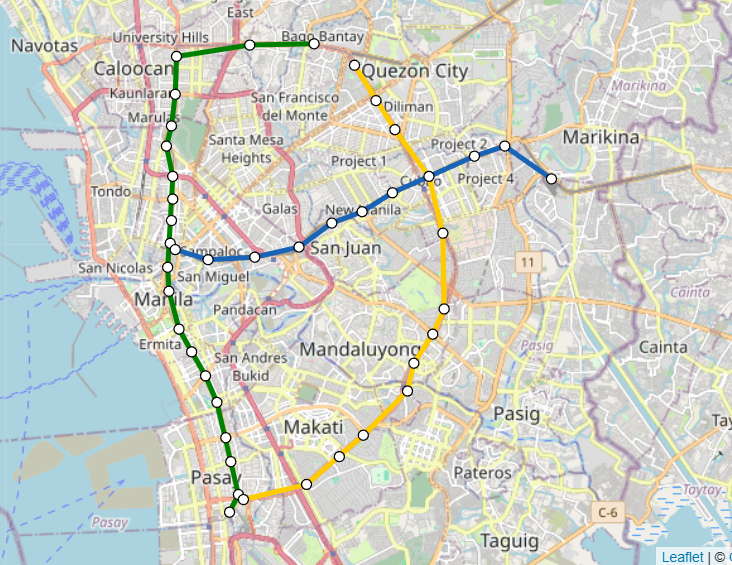 East
University Hills
Bago Bantay
Navotas
Caloocan
Quezon City
Kaunlaran
San Francisco
del Monte
Diliman
Marikina
Marulas
Santa Mesa
Heights
Project 2
Marikina
Project 1
Cubao
Project 4
Tondo
Galas
New Manila
Sampaloc
San Juan
11
San Nicolas
San Miguel
Manila
Pandacan
Cainta
Ermita
San Andres
Bukid
Mandaluyong
Pasig
Cainta
Makati
Pasig
Tay
Pasay
Pateros
Taytay
Pasay
C-6
Taguig
Leaflet | ©